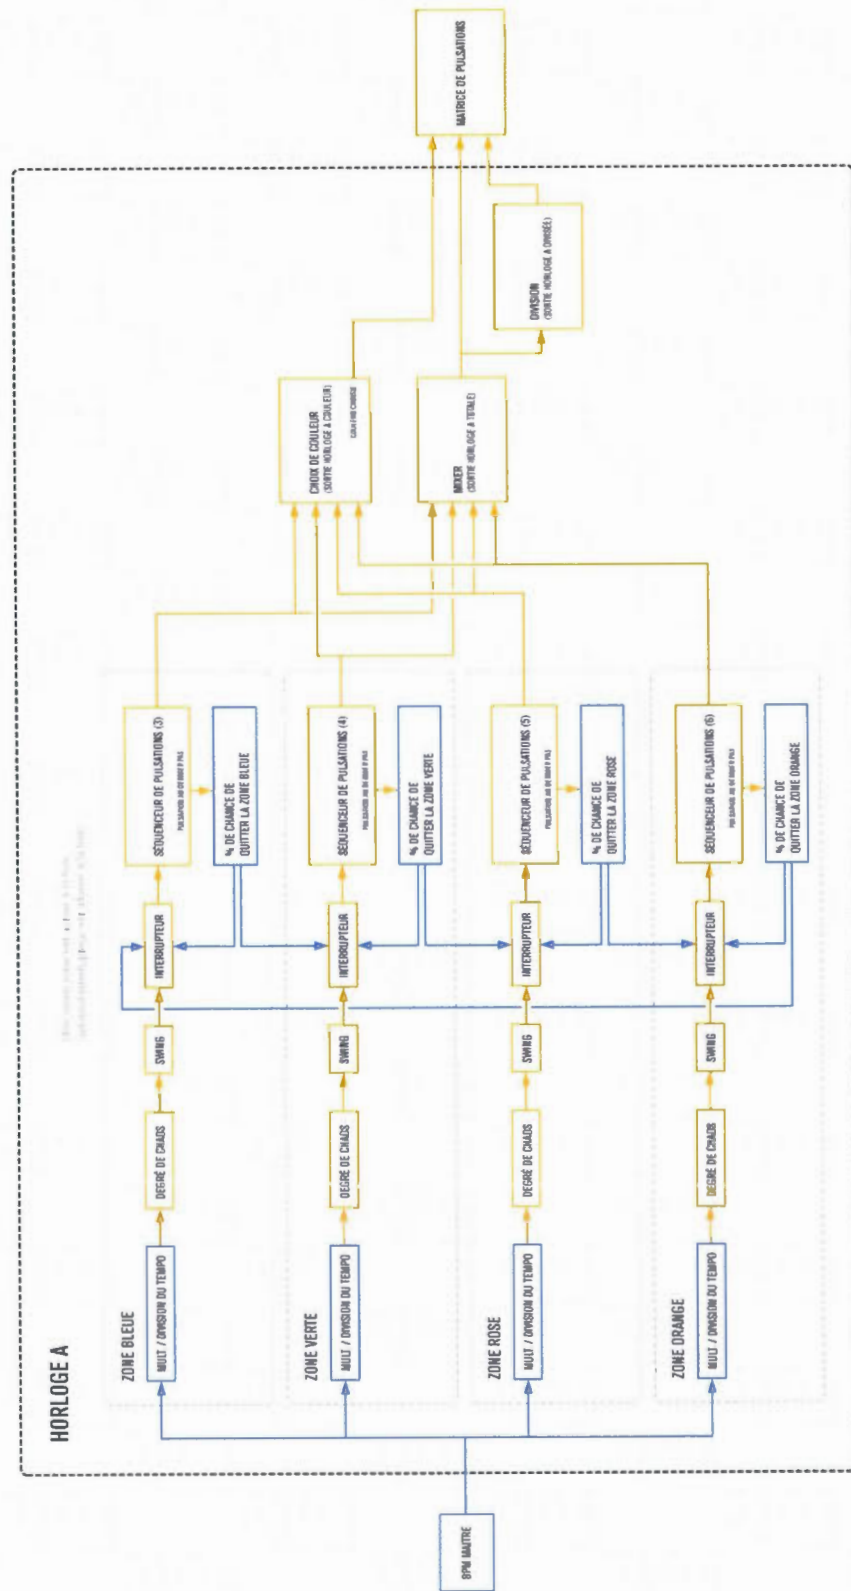 HORLOGE A
BPM MAITRE
ZONE BLEUE
MULT / DIVISION DU TEMPO
DEGRÉ DE CHAOS
SWING
INTERRUPTEUR
SÉQUENCEUR DE PULSATIONS (3)
% DE CHANCE DE
QUITTER LA ZONE BLEUE
ZONE VERTE
MULT / DIVISION DU TEMPO
DEGRÉ DE CHAOS
SWING
INTERRUPTEUR
SÉQUENCEUR DE PULSATIONS (4)
% DE CHANCE DE
QUITTER LA ZONE VERTE
ZONE ROSE
MULT / DIVISION DU TEMPO
DEGRÉ DE CHAOS
SWING
INTERRUPTEUR
SÉQUENCEUR DE PULSATIONS (5)
% DE CHANCE DE
QUITTER LA ZONE ROSE
ZONE ORANGE
MULT / DIVISION DU TEMPO
DEGRÉ DE CHAOS
SWING
INTERRUPTEUR
SÉQUENCEUR DE PULSATIONS (6)
% DE CHANCE DE
QUITTER LA ZONE ORANGE
CHOIX DE COULEUR
(SORTIE HORLOGE A COULEUR)
MIXER
(SORTIE HORLOGE A TOTALE)
DIVISION
(SORTIE HORLOGE A DIVISÉE)
MATRICE DE PULSATIONS